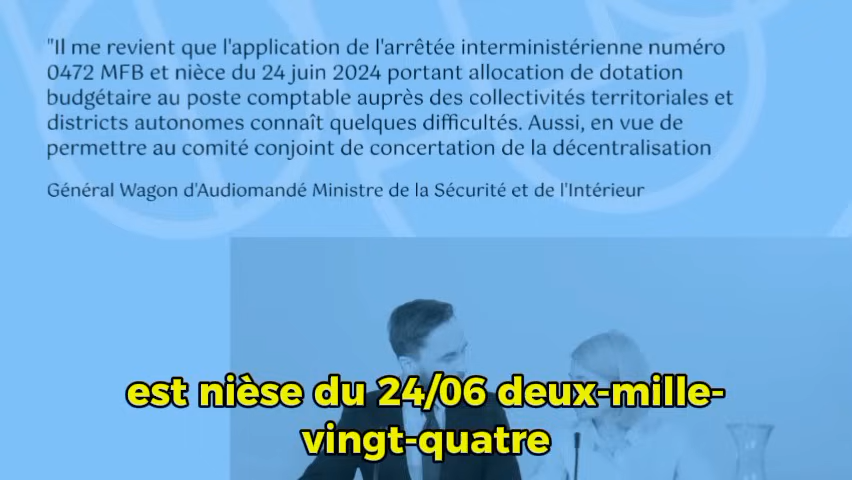 "Il me revient que l'application de l'arrêtée interministérienne numéro
0472 MFB et nièce du 24 juin 2024 portant allocation de dotation
budgétaire au poste comptable auprès des collectivités territoriales et
districts autonomes connaît quelques difficultés. Aussi, en vue de
permettre au comité conjoint de concertation de la décentralisation
Général Wagon d'Audiomandé Ministre de la Sécurité et de l'Intérieur
est nièse du 24/06 deux-mille-
vingt-quatre